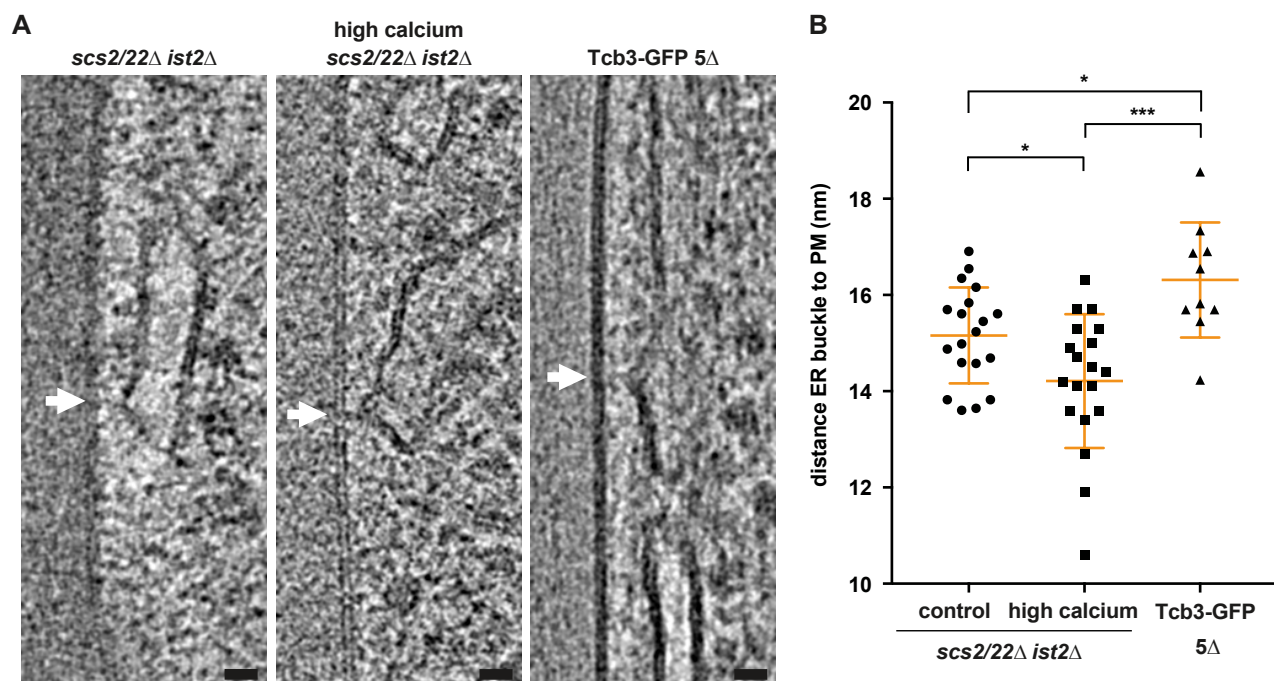 A
scs2/22Δ ist2Δ
high calcium
scs2/22Δ ist2Δ
Tcb3-GFP 5Δ
B
distance ER buckle to PM (nm)
20
18
16
14
12
10
*
***
*
control
high calcium
Tcb3-GFP
5Δ
scs2/22Δ ist2Δ